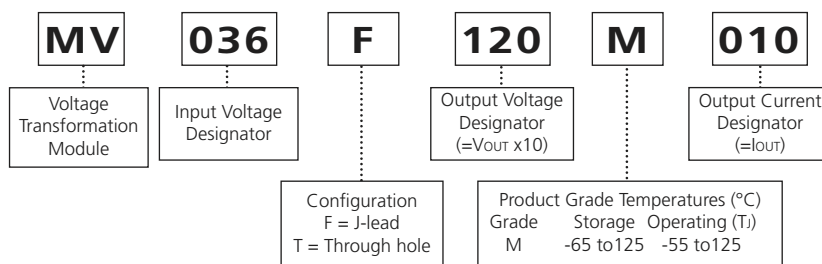 MV 036 F 120 M 010
Voltage
Transformation
Module
Input Voltage
Designator
Output Voltage
Designator
(=VOUT x10)
Output Current
Designator
(=IOUT)
Configuration
F = J-lead
T = Through hole
Product Grade Temperatures (°C)
Grade Storage Operating (TJ)
M -65 to125 -55 to125